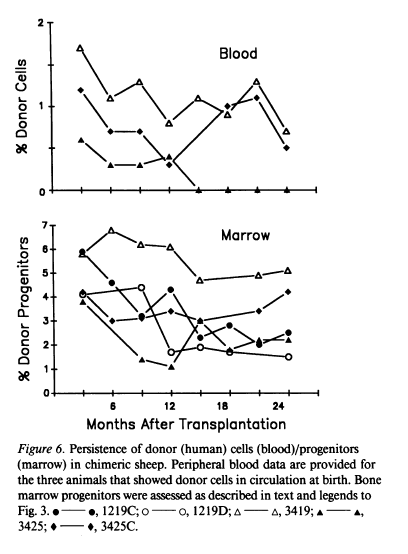 2
Blood
% Donor Cells
1
0
7
Marrow
6
5
% Donor Progenitors
4
3
2
1
0
6 12 18 24
Months After Transplantation
Figure 6. Persistence of donor (human) cells (blood)/progenitors
(marrow) in chimeric sheep. Peripheral blood data are provided for
the three animals that showed donor cells in circulation at birth. Bone
marrow progenitors were assessed as described in text and legends to
Fig. 3. ●——●, 1219C; ○——○, 1219D; △——△, 3419; ▲——▲,
3425; ◆——◆, 3425C.